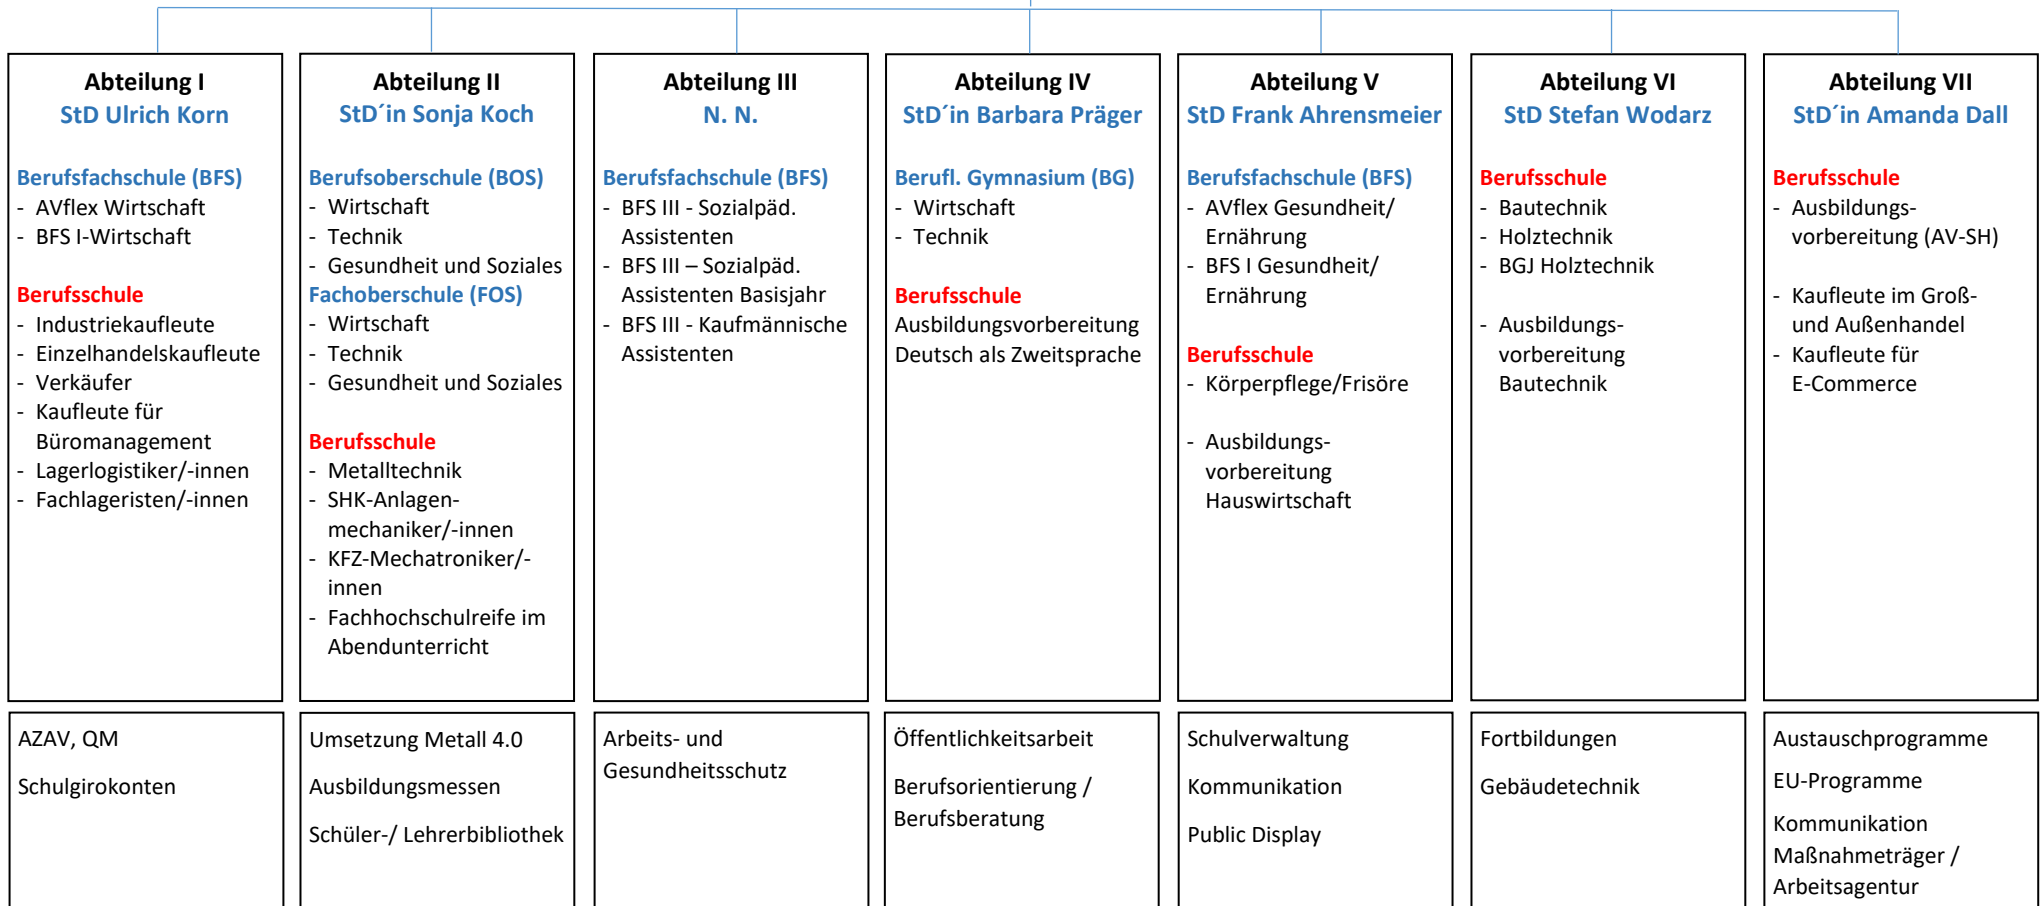 Abteilung I
StD Ulrich Korn
Berufsfachschule (BFS)
- AVflex Wirtschaft
- BFS I-Wirtschaft
Berufsschule
- Industriekaufleute
- Einzelhandelskaufleute
- Verkäufer
- Kaufleute für
Büromanagement
- Lagerlogistiker/-innen
- Fachlageristen/-innen
AZAV, QM
Schulgirokonten
Abteilung II
StD´in Sonja Koch
Berufsoberschule (BOS)
- Wirtschaft
- Technik
- Gesundheit und Soziales
Fachoberschule (FOS)
- Wirtschaft
- Technik
- Gesundheit und Soziales
Berufsschule
- Metalltechnik
- SHK-Anlagen-
mechaniker/-innen
- KFZ-Mechatroniker/-
innen
- Fachhochschulreife im
Abendunterricht
Umsetzung Metall 4.0
Ausbildungsmessen
Schüler-/ Lehrerbibliothek
Abteilung III
N. N.
Berufsfachschule (BFS)
- BFS III - Sozialpäd.
Assistenten
- BFS III – Sozialpäd.
Assistenten Basisjahr
- BFS III - Kaufmännische
Assistenten
Arbeits- und
Gesundheitsschutz
Abteilung IV
StD´in Barbara Präger
Berufl. Gymnasium (BG)
- Wirtschaft
- Technik
Berufsschule
Ausbildungsvorbereitung
Deutsch als Zweitsprache
Öffentlichkeitsarbeit
Berufsorientierung /
Berufsberatung
Abteilung V
StD Frank Ahrensmeier
Berufsfachschule (BFS)
- AVflex Gesundheit/
Ernährung
- BFS I Gesundheit/
Ernährung
Berufsschule
- Körperpflege/Frisöre
- Ausbildungs-
vorbereitung
Hauswirtschaft
Schulverwaltung
Kommunikation
Public Display
Abteilung VI
StD Stefan Wodarz
Berufsschule
- Bautechnik
- Holztechnik
- BGJ Holztechnik
- Ausbildungs-
vorbereitung
Bautechnik
Fortbildungen
Gebäudetechnik
Abteilung VII
StD´in Amanda Dall
Berufsschule
- Ausbildungs-
vorbereitung (AV-SH)
- Kaufleute im Groß-
und Außenhandel
- Kaufleute für
E-Commerce
Austauschprogramme
EU-Programme
Kommunikation
Maßnahmeträger /
Arbeitsagentur